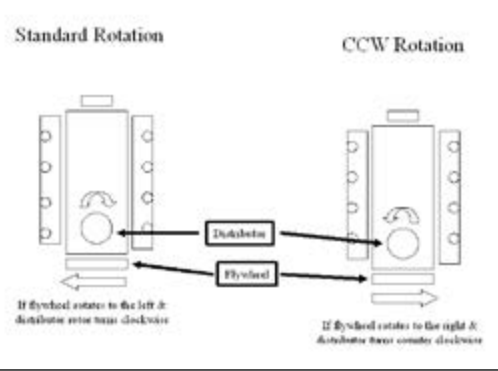 Standard Rotation
CCW Rotation
Distributor
Flywheel
If flywheel rotates to the left &
distributor rotor turns clockwise
If flywheel rotates to the right &
distributor turns counter clockwise